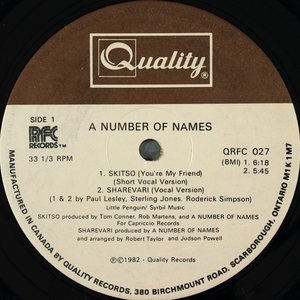 Quality®
SIDE 1
A NUMBER OF NAMES
RFC
RECORDS™
33 1/3 RPM
QRFC 027
(BMI) 1. 6:18
2. 5:45
1. SKITSO (You're My Friend)
(Short Vocal Version)
2. SHAREVARI (Vocal Version)
(1 & 2 by Paul Lesley, Sterling Jones. Roderick Simpson)
Little Penguin/ Sybil Music
SKITSO produced by Tom Conner, Rob Martens, and A NUMBER OF NAMES
For Capriccio Records
SHAREVARI produced by A NUMBER OF NAMES
and arranged by Robert Taylor and Judson Powell
ⓅⒸ1982 - Quality Records
MANUFACTURED IN CANADA BY QUALITY RECORDS, 380 BIRCHMOUNT ROAD, SCARBOROUGH, ONTARIO M1K 1M7